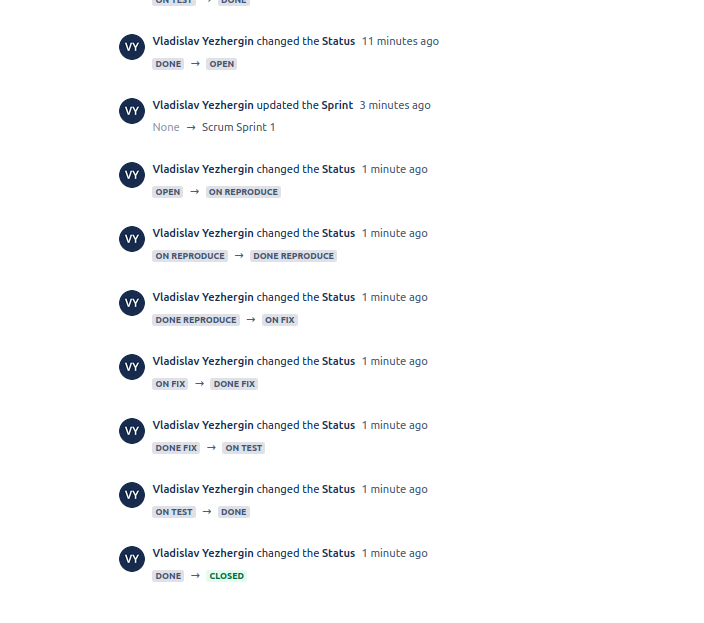 ON TEST → DONE
VY Vladislav Yezhergin changed the Status 11 minutes ago
DONE → OPEN
VY Vladislav Yezhergin updated the Sprint 3 minutes ago
None → Scrum Sprint 1
VY Vladislav Yezhergin changed the Status 1 minute ago
OPEN → ON REPRODUCE
VY Vladislav Yezhergin changed the Status 1 minute ago
ON REPRODUCE → DONE REPRODUCE
VY Vladislav Yezhergin changed the Status 1 minute ago
DONE REPRODUCE → ON FIX
VY Vladislav Yezhergin changed the Status 1 minute ago
ON FIX → DONE FIX
VY Vladislav Yezhergin changed the Status 1 minute ago
DONE FIX → ON TEST
VY Vladislav Yezhergin changed the Status 1 minute ago
ON TEST → DONE
VY Vladislav Yezhergin changed the Status 1 minute ago
DONE → CLOSED